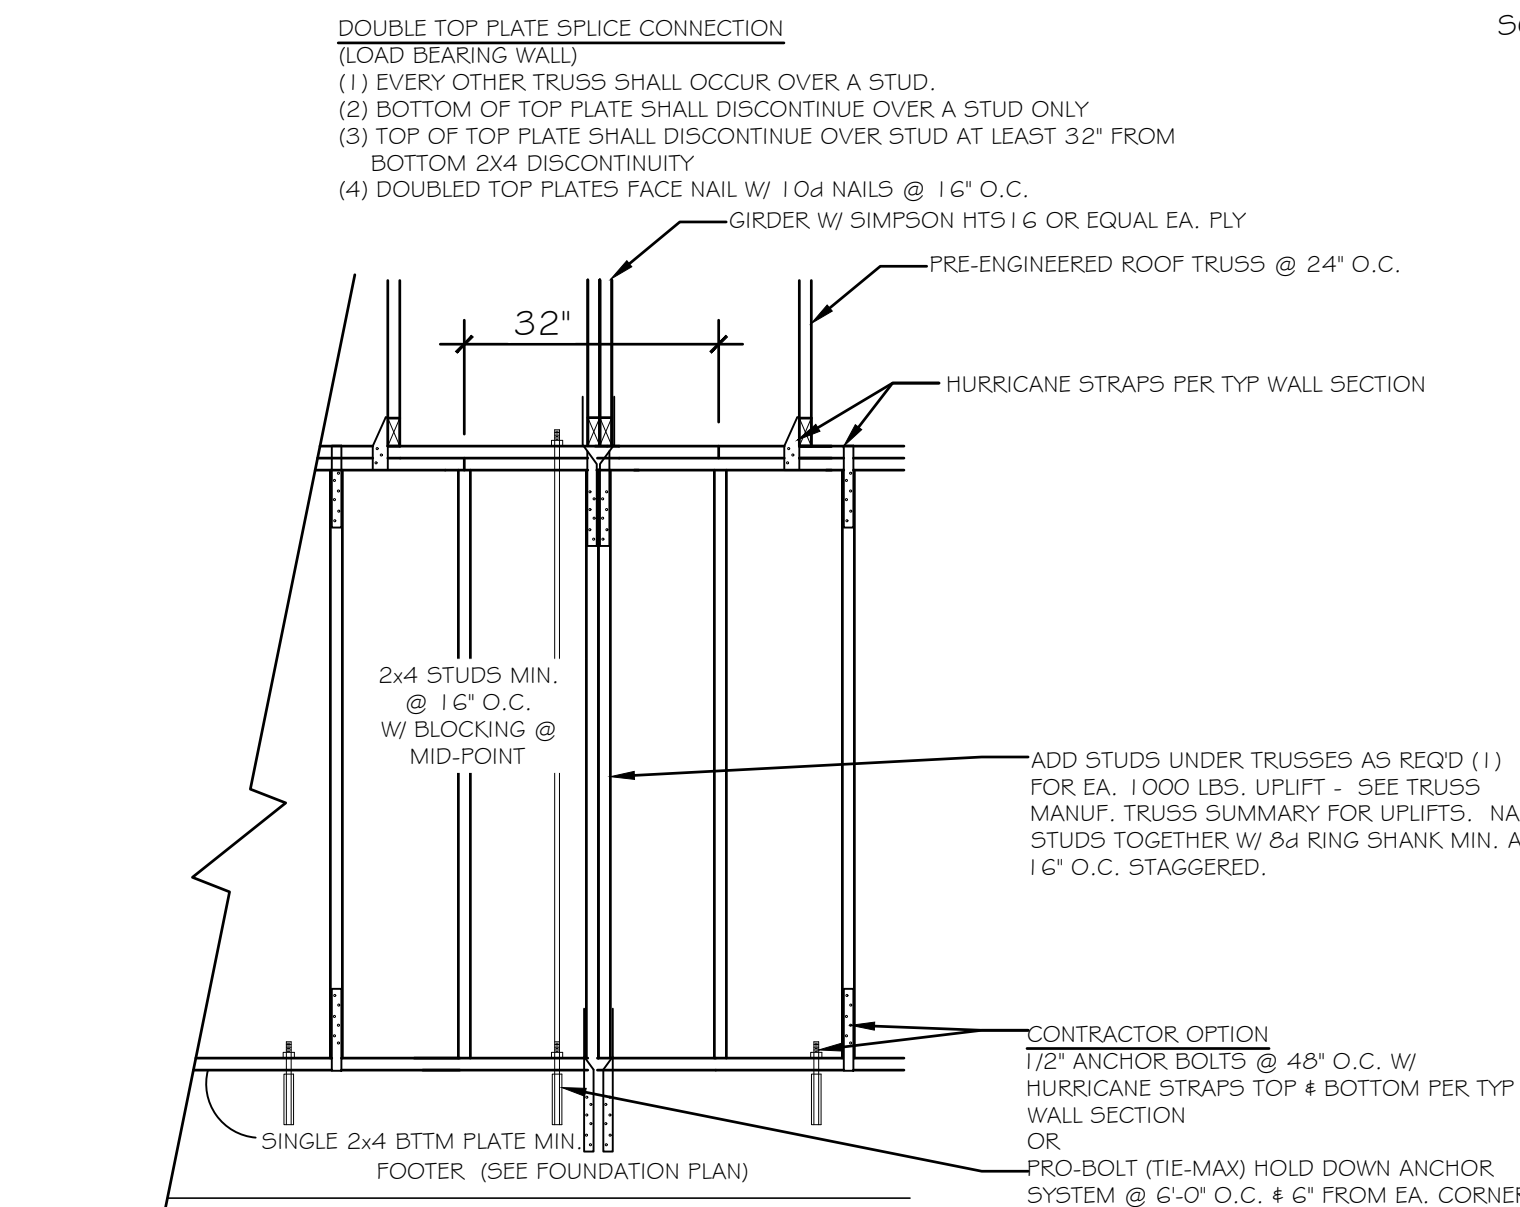 DOUBLE TOP PLATE SPLICE CONNECTION
(LOAD BEARING WALL)
(1) EVERY OTHER TRUSS SHALL OCCUR OVER A STUD.
(2) BOTTOM OF TOP PLATE SHALL DISCONTINUE OVER A STUD ONLY
(3) TOP OF TOP PLATE SHALL DISCONTINUE OVER STUD AT LEAST 32" FROM
BOTTOM 2X4 DISCONTINUITY
(4) DOUBLED TOP PLATES FACE NAIL W/ 10d NAILS @ 16" O.C.
GIRDER W/ SIMPSON HTS16 OR EQUAL EA. PLY
PRE-ENGINEERED ROOF TRUSS @ 24" O.C.
32"
HURRICANE STRAPS PER TYP WALL SECTION
2x4 STUDS MIN.
@ 16" O.C.
W/ BLOCKING @
MID-POINT
ADD STUDS UNDER TRUSSES AS REQ'D (1)
FOR EA. 1000 LBS. UPLIFT - SEE TRUSS
MANUF. TRUSS SUMMARY FOR UPLIFTS.
STUDS TOGETHER W/ 8d RING SHANK MIN.
16" O.C. STAGGERED.
CONTRACTOR OPTION
1/2" ANCHOR BOLTS @ 48" O.C. W/
HURRICANE STRAPS TOP & BOTTOM PER TYP
WALL SECTION
OR
PRO-BOLT (TIE-MAX) HOLD DOWN ANCHOR
SYSTEM @ 6'-0" O.C. & 6" FROM EA. CORNER
SINGLE 2x4 BTTM PLATE MIN.
FOOTER (SEE FOUNDATION PLAN)